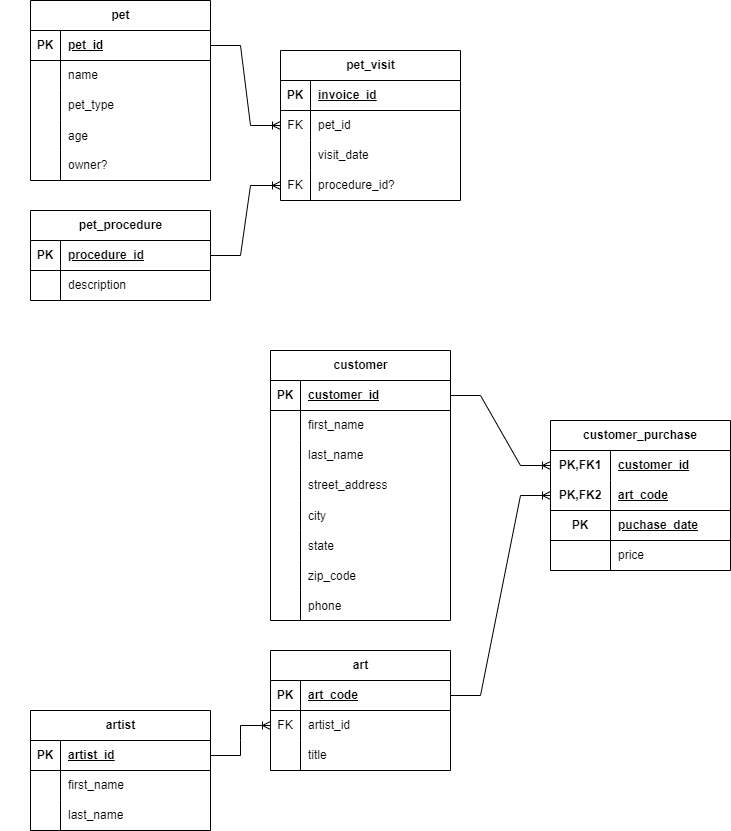 pet
PK pet_id
name
pet_type
age
owner?
pet_visit
PK invoice_id
FK pet_id
visit_date
FK procedure_id?
pet_procedure
PK procedure_id
description
customer
PK customer_id
first_name
last_name
street_address
city
state
zip_code
phone
customer_purchase
PK,FK1 customer_id
PK,FK2 art_code
PK puchase_date
price
art
PK art_code
FK artist_id
title
artist
PK artist_id
first_name
last_name